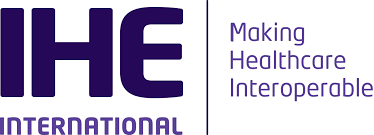 IHE
INTERNATIONAL
Making
Healthcare
Interoperable